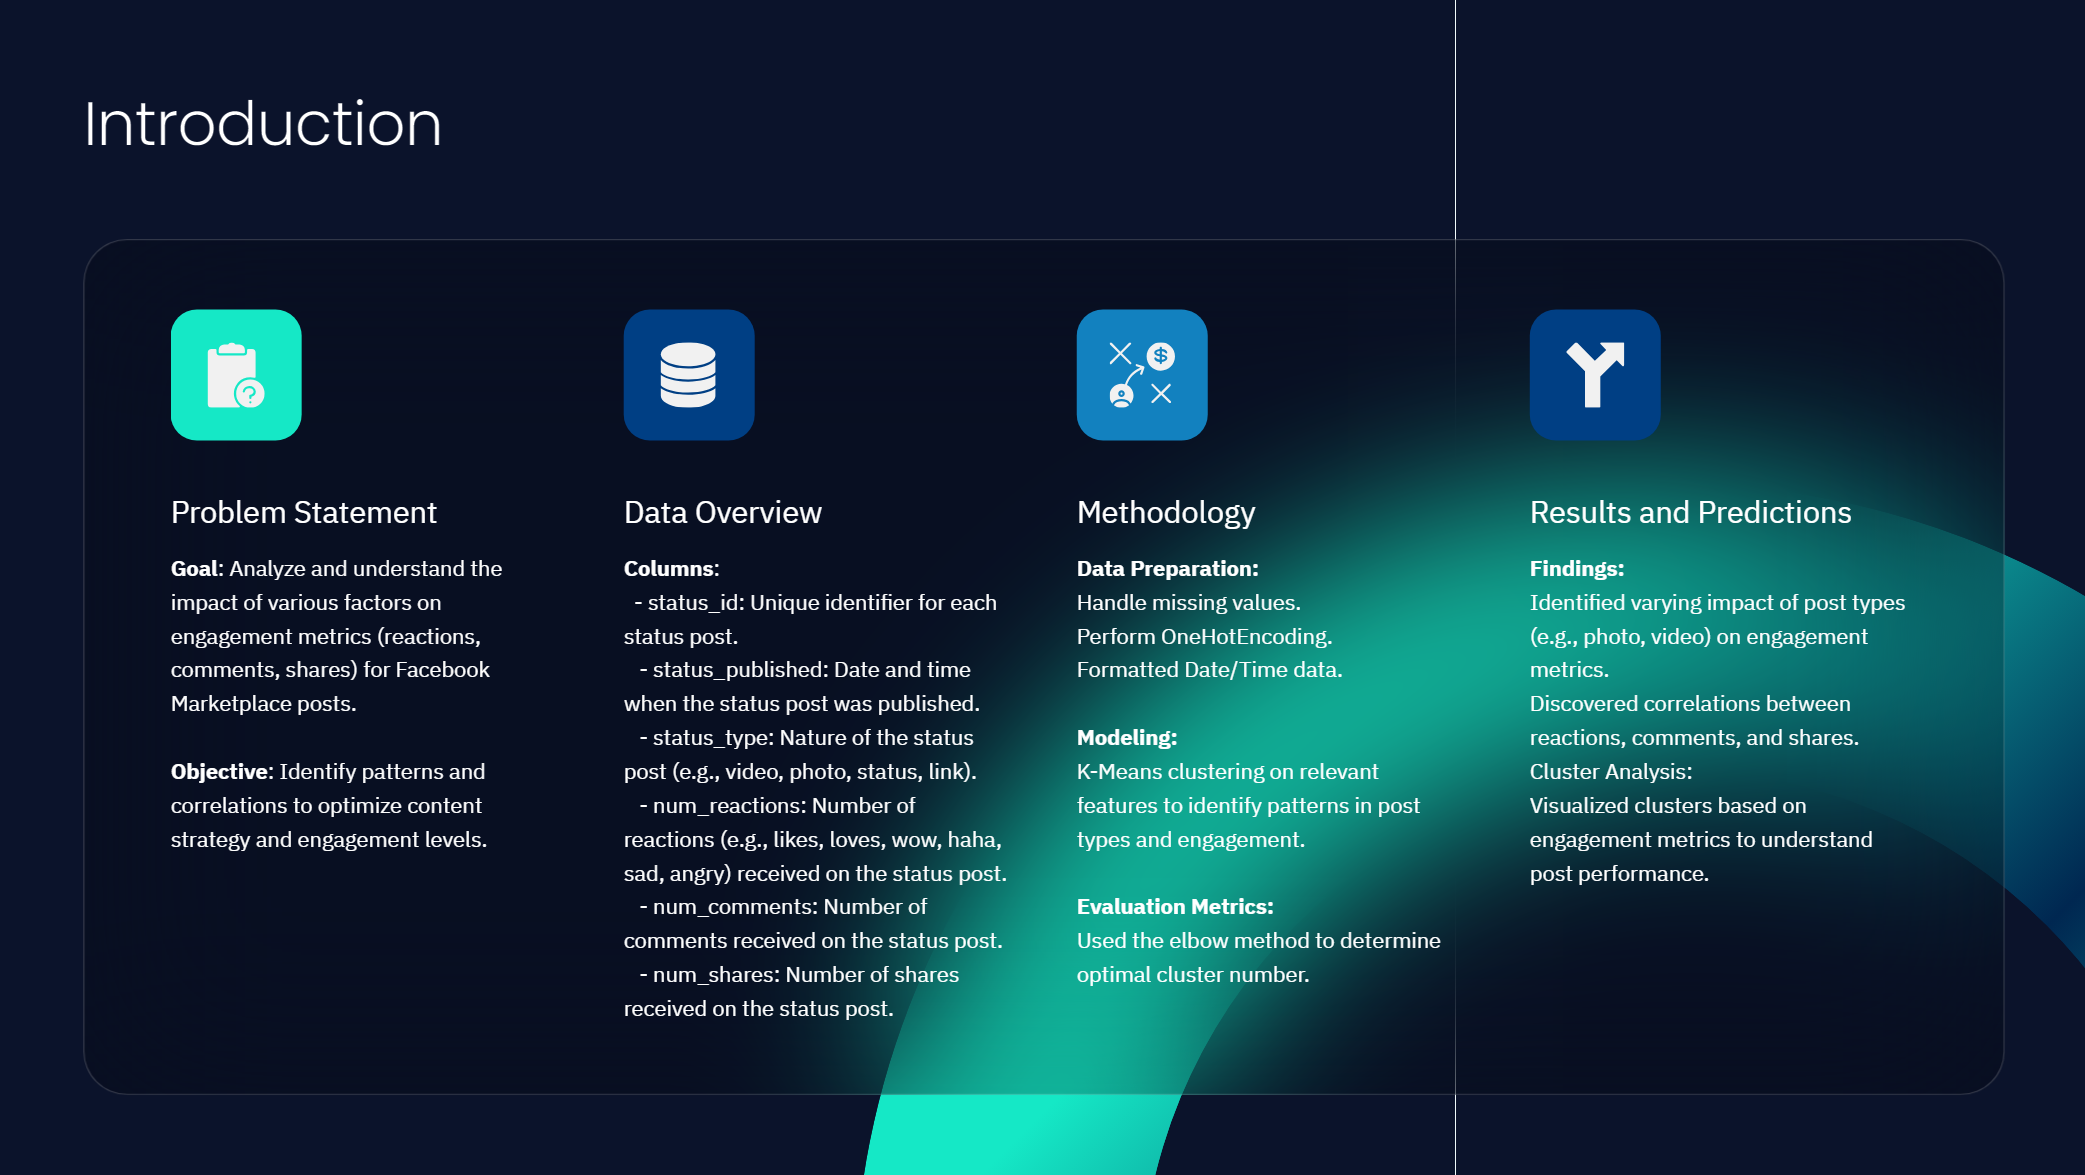 Introduction
Problem Statement
Goal: Analyze and understand the
impact of various factors on
engagement metrics (reactions,
comments, shares) for Facebook
Marketplace posts.
Objective: Identify patterns and
correlations to optimize content
strategy and engagement levels.
Data Overview
Columns:
- status_id: Unique identifier for each
status post.
- status_published: Date and time
when the status post was published.
- status_type: Nature of the status
post (e.g., video, photo, status, link).
- num_reactions: Number of
reactions (e.g., likes, loves, wow, haha,
sad, angry) received on the status post.
- num_comments: Number of
comments received on the status post.
- num_shares: Number of shares
received on the status post.
Methodology
Data Preparation:
Handle missing values.
Perform OneHotEncoding.
Formatted Date/Time data.
Modeling:
K-Means clustering on relevant
features to identify patterns in post
types and engagement.
Evaluation Metrics:
Used the elbow method to determine
optimal cluster number.
Results and Predictions
Findings:
Identified varying impact of post types
(e.g., photo, video) on engagement
metrics.
Discovered correlations between
reactions, comments, and shares.
Cluster Analysis:
Visualized clusters based on
engagement metrics to understand
post performance.